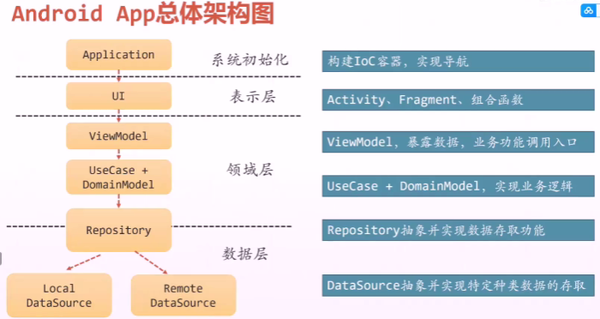 Android App总体架构图
Application
系统初始化
构建IoC容器，实现导航
UI
表示层
Activity、Fragment、组合函数
ViewModel
ViewModel，暴露数据，业务功能调用入口
领域层
UseCase +
DomainModel
UseCase + DomainModel，实现业务逻辑
Repository
Repository抽象并实现数据存取功能
数据层
Local
DataSource
Remote
DataSource
DataSource抽象并实现特定种类数据的存取